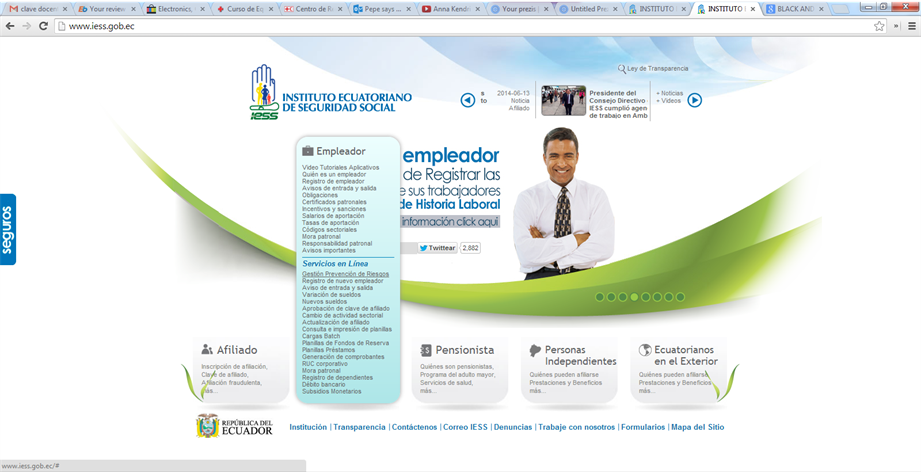 clave docen
Your review
Electronics,
Curso de Eq
Centro de R
Pepe says ...
Anna Kendr
Your prezis
Untitled Prez
INSTITUTO E
INSTITUTO
BLACK AND
www.iess.gob.ec
Ley de Transparencia
INSTITUTO ECUATORIANO
DE SEGURIDAD SOCIAL
IESS
s
to
2014-06-13
Noticia
Afiliado
Presidente del
Consejo Directivo
IESS cumplió agen
de trabajo en Amb
+ Noticias
+ Videos
seguros
Empleador
Video Tutoriales Aplicativos
Quién es un empleador
Registro de empleador
Avisos de entrada y salida
Obligaciones
Certificados patronales
Incentivos y sanciones
Salarios de aportación
Tasas de aportación
Códigos sectoriales
Mora patronal
Responsabilidad patronal
Avisos importantes
Servicios en Línea
Gestión Prevención de Riesgos
Registro de nuevo empleador
Aviso de entrada y salida
Variación de sueldos
Nuevos sueldos
Aprobación de clave de afiliado
Cambio de actividad sectorial
Actualización de afiliado
Consulta e impresión de planillas
Cargas Batch
Planillas de Fondos de Reserva
Planillas Préstamos
Generación de comprobantes
RUC corporativo
Mora patronal
Registro de dependientes
Débito bancario
Subsidios Monetarios
empleador
de Registrar las
e sus trabajadores
de Historia Laboral
información click aquí
Twittear 2,882
Afiliado
Inscripción de afiliación,
Clave de afiliado,
Afiliación fraudulenta,
más...
Pensionista
Quiénes son pensionistas,
Programa del adulto mayor,
Servicios de salud,
más...
Personas
Independientes
Quiénes pueden afiliarse
Prestaciones y Beneficios
más...
Ecuatorianos
en el Exterior
Quiénes pueden afiliarse
Prestaciones y Beneficios
más...
REPÚBLICA DEL
ECUADOR
Institución | Transparencia | Contáctenos | Correo IESS | Denuncias | Trabaje con nosotros | Formularios | Mapa del Sitio
www.iess.gob.ec/#